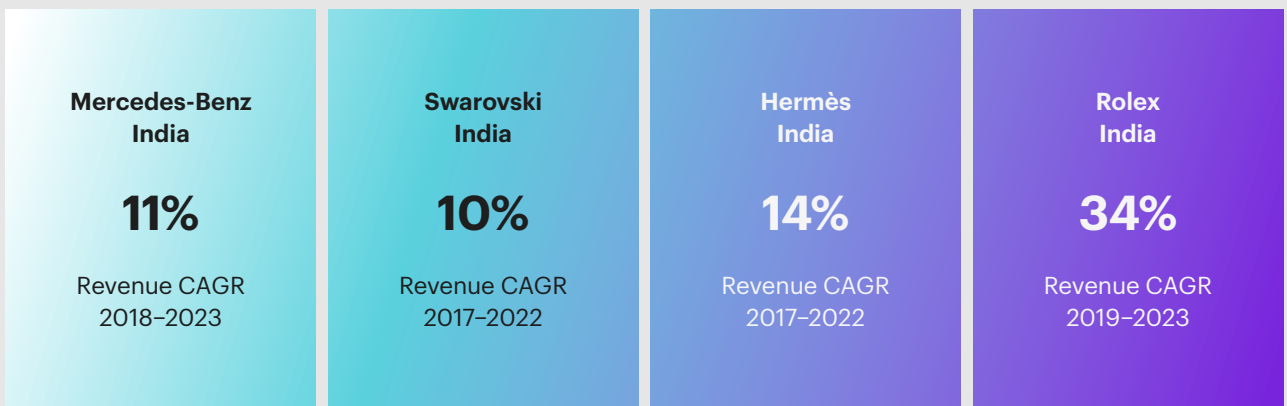 Mercedes-Benz
India
11%
Revenue CAGR
2018–2023
Swarovski
India
10%
Revenue CAGR
2017–2022
Hermès
India
14%
Revenue CAGR
2017–2022
Rolex
India
34%
Revenue CAGR
2019–2023